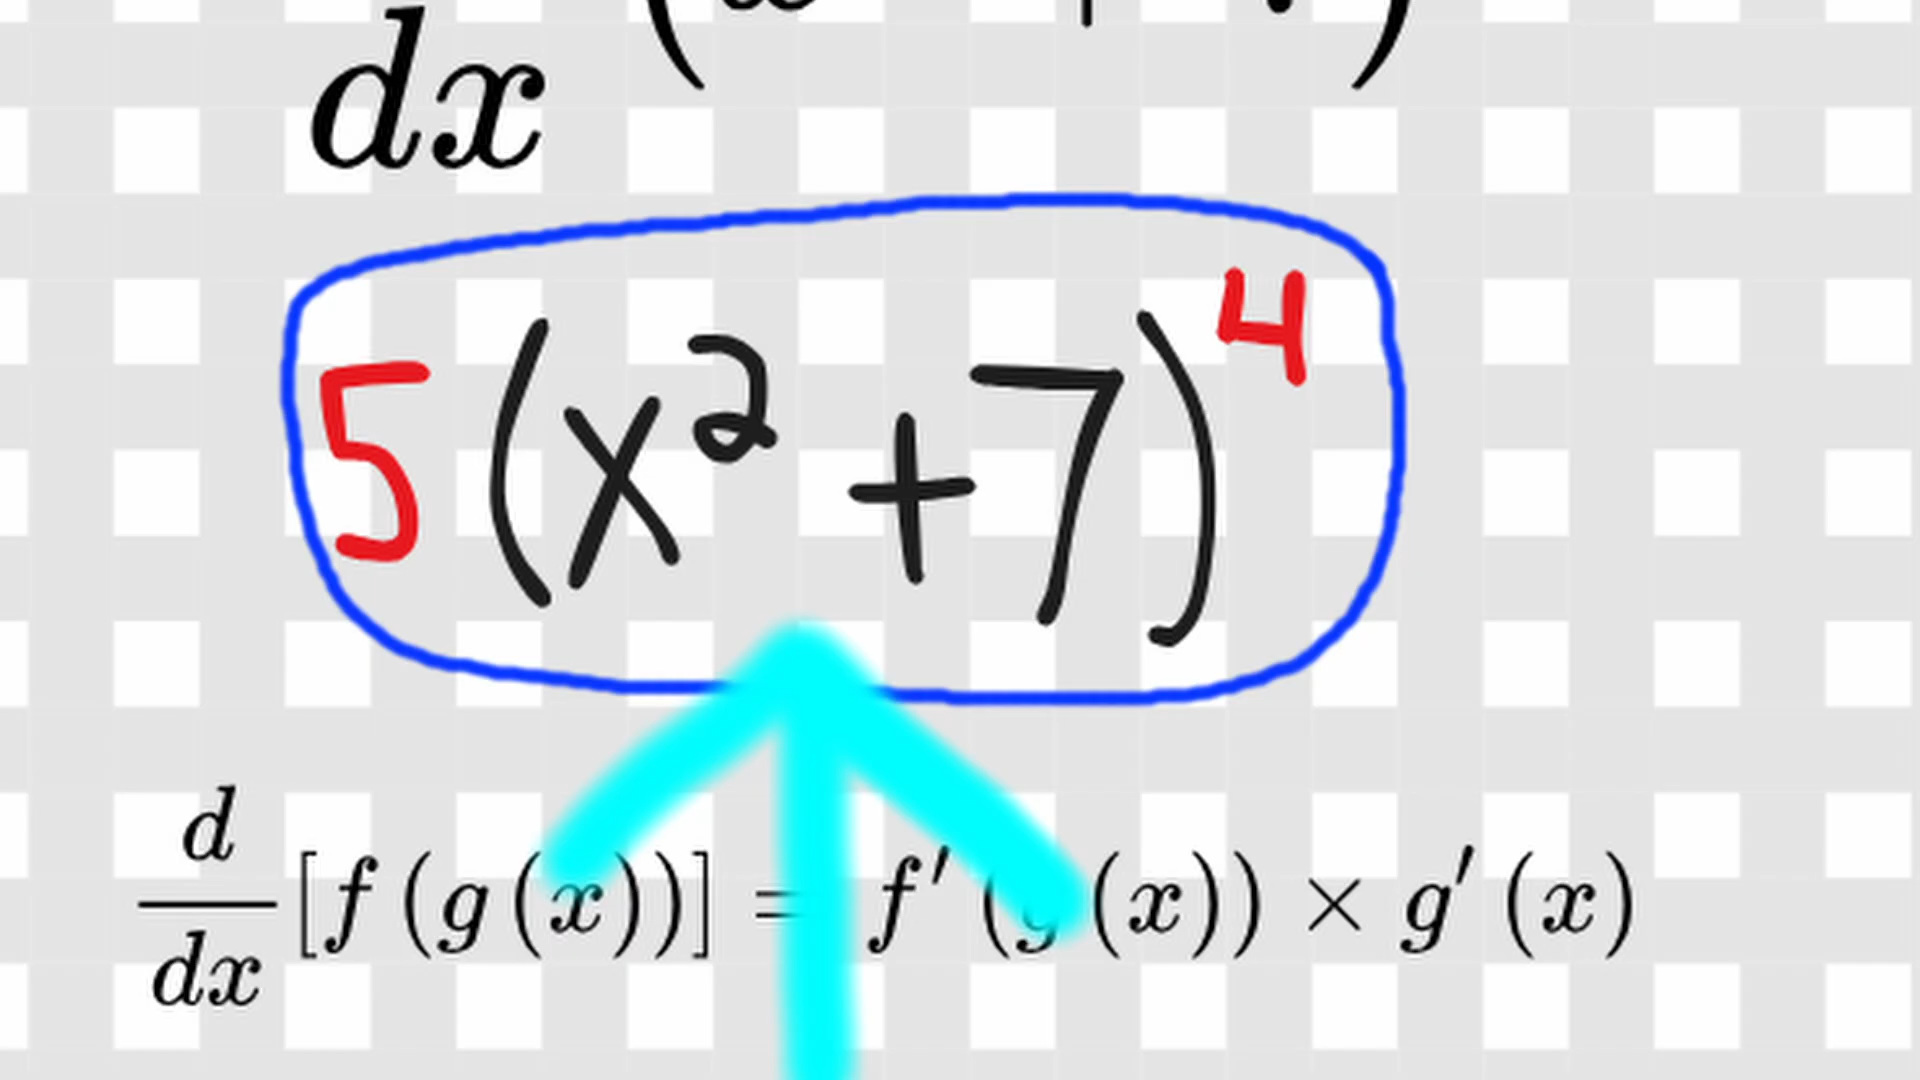 dx
5(x²+7)⁴
d/dx [f(g(x))] = f′(g(x)) × g′(x)